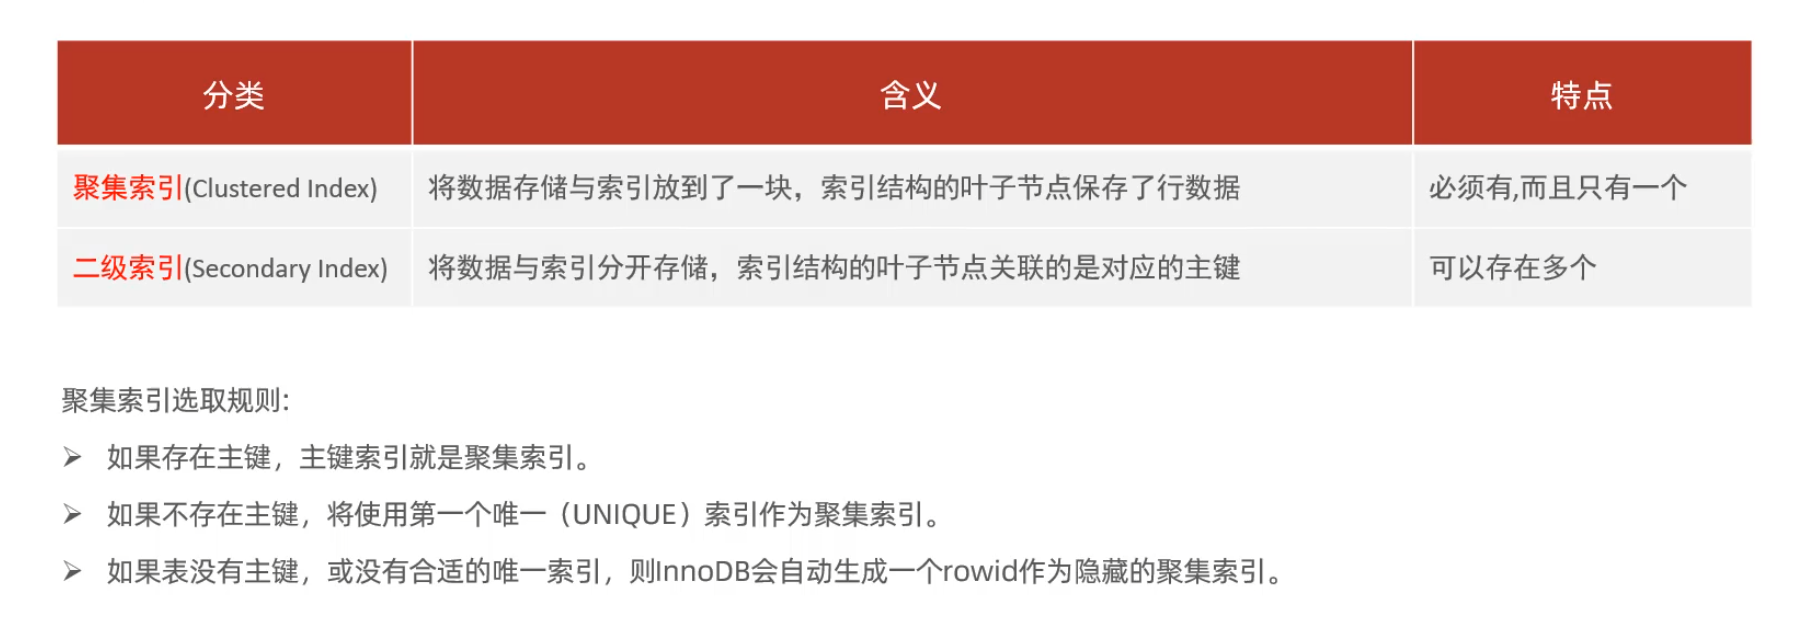 分类 含义 特点
聚集索引(Clustered Index) 将数据存储与索引放到了一块，索引结构的叶子节点保存了行数据 必须有,而且只有一个
二级索引(Secondary Index) 将数据与索引分开存储，索引结构的叶子节点关联的是对应的主键 可以存在多个
聚集索引选取规则:
➢ 如果存在主键，主键索引就是聚集索引。
➢ 如果不存在主键，将使用第一个唯一（UNIQUE）索引作为聚集索引。
➢ 如果表没有主键，或没有合适的唯一索引，则InnoDB会自动生成一个rowid作为隐藏的聚集索引。